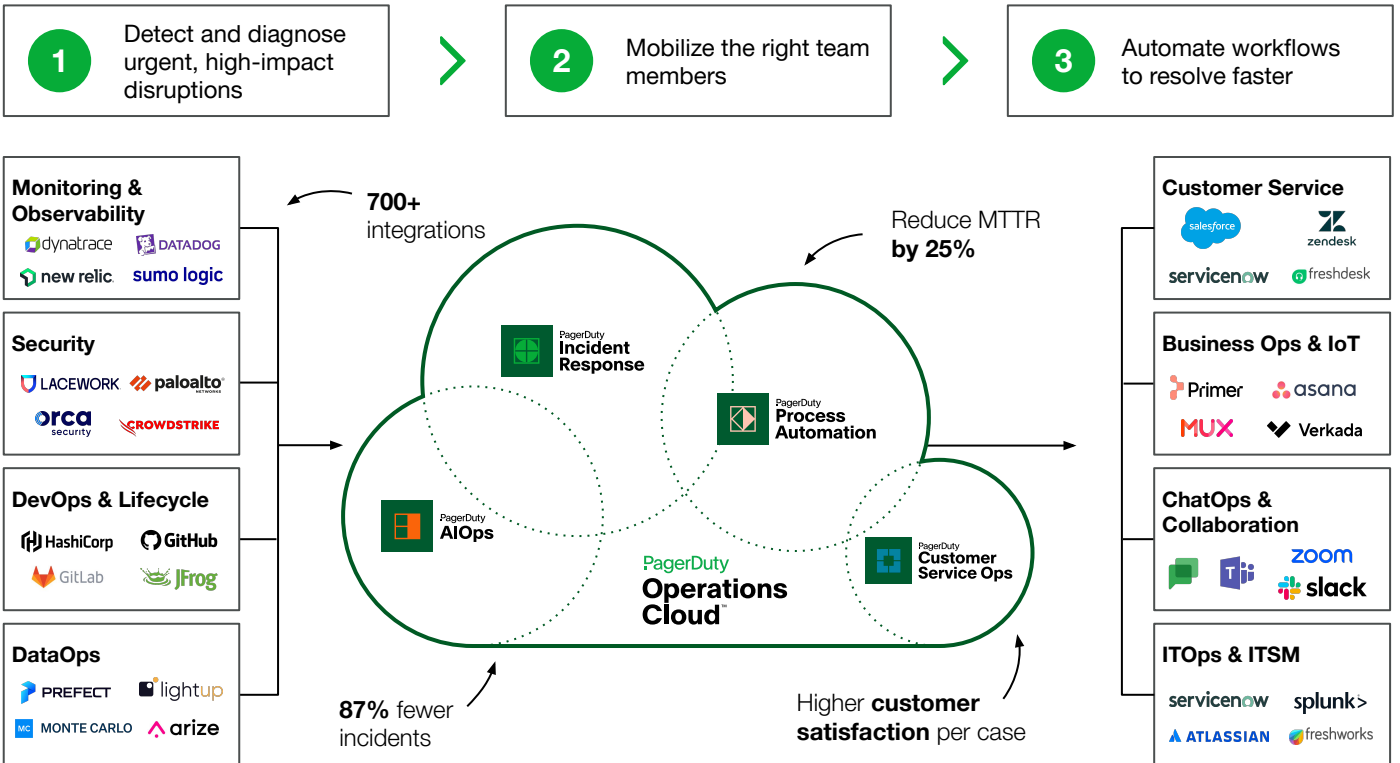 1
Detect and diagnose
urgent, high-impact
disruptions
2
Mobilize the right team
members
3
Automate workflows
to resolve faster
Monitoring &
Observability
dynatrace
DATADOG
new relic.
sumo logic
Security
LACEWORK
paloalto
NETWORKS
orca
security
CROWDSTRIKE
DevOps & Lifecycle
HashiCorp
GitHub
GitLab
JFrog
DataOps
PREFECT
lightup
MC
MONTE CARLO
arize
700+
integrations
Reduce MTTR
by 25%
PagerDuty
Incident
Response
PagerDuty
Process
Automation
PagerDuty
AIOps
PagerDuty
Customer
Service Ops
PagerDuty
Operations
Cloud™
87% fewer
incidents
Higher customer
satisfaction per case
Customer Service
salesforce
zendesk
servicenow
freshdesk
Business Ops & IoT
Primer
asana
MUX
Verkada
ChatOps &
Collaboration
T
zoom
slack
ITOps & ITSM
servicenow
splunk>
ATLASSIAN
freshworks